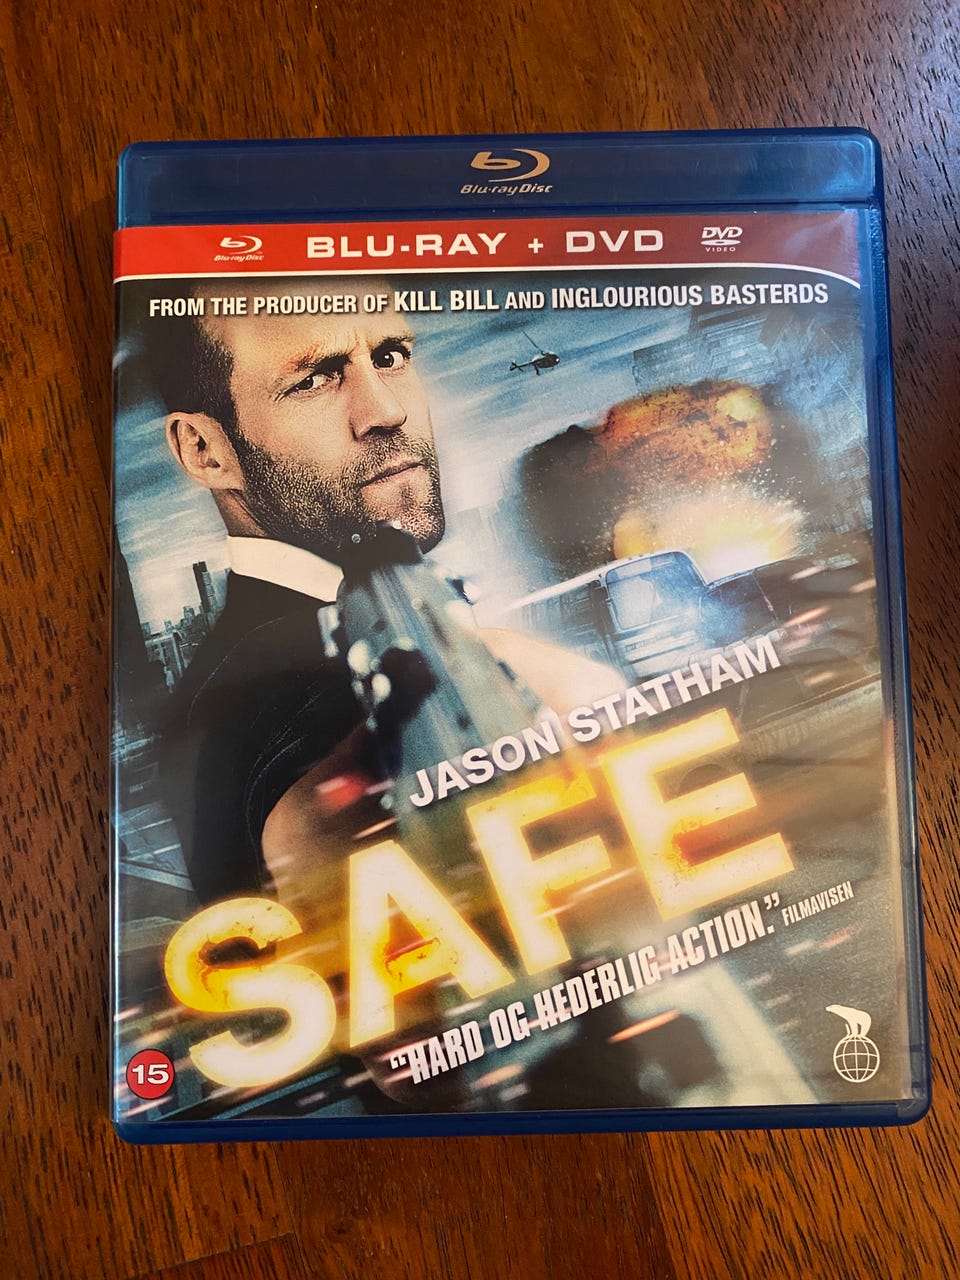 Blu-ray Disc
Blu-ray Disc BLU-RAY + DVD DVD VIDEO
FROM THE PRODUCER OF KILL BILL AND INGLOURIOUS BASTERDS
JASON STATHAM
SAFE
“HARD OG HEDERLIG ACTION.” FILMAVISEN
15